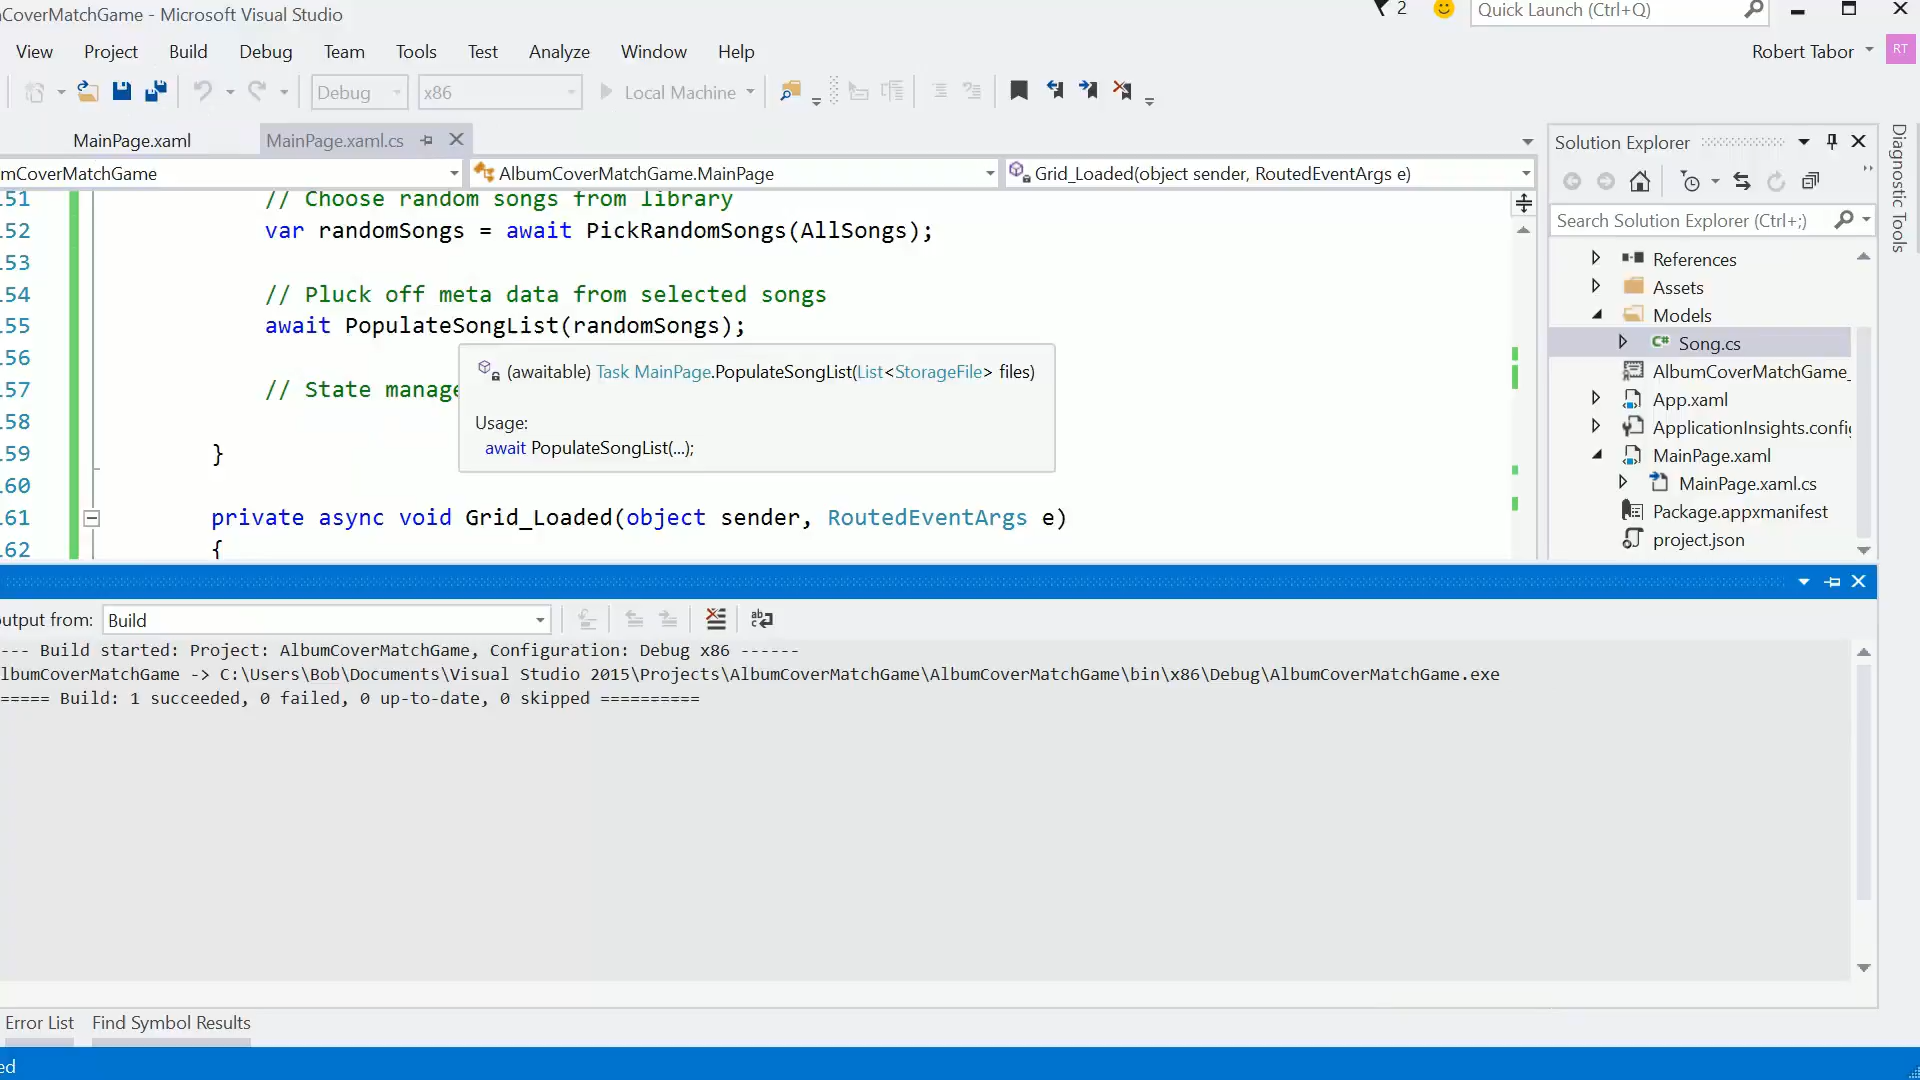 CoverMatchGame - Microsoft Visual Studio
2
Quick Launch (Ctrl+Q)
View Project Build Debug Team Tools Test Analyze Window Help
Robert Tabor
RT
Debug x86 Local Machine
MainPage.xaml MainPage.xaml.cs
mCoverMatchGame AlbumCoverMatchGame.MainPage Grid_Loaded(object sender, RoutedEventArgs e)
51 // Choose random songs from library
52 var randomSongs = await PickRandomSongs(AllSongs);
53
54 // Pluck off meta data from selected songs
55 await PopulateSongList(randomSongs);
56
57 // State manage
58
59 }
60
61 private async void Grid_Loaded(object sender, RoutedEventArgs e)
62 {
(awaitable) Task MainPage.PopulateSongList(List<StorageFile> files)
Usage:
await PopulateSongList(...);
Solution Explorer
Search Solution Explorer (Ctrl+;)
References
Assets
Models
C# Song.cs
AlbumCoverMatchGame_
App.xaml
ApplicationInsights.config
MainPage.xaml
MainPage.xaml.cs
Package.appxmanifest
project.json
Diagnostic Tools
output from: Build
--- Build started: Project: AlbumCoverMatchGame, Configuration: Debug x86 ------
lbumCoverMatchGame -> C:\Users\Bob\Documents\Visual Studio 2015\Projects\AlbumCoverMatchGame\AlbumCoverMatchGame\bin\x86\Debug\AlbumCoverMatchGame.exe
===== Build: 1 succeeded, 0 failed, 0 up-to-date, 0 skipped ==========
Error List Find Symbol Results
ed